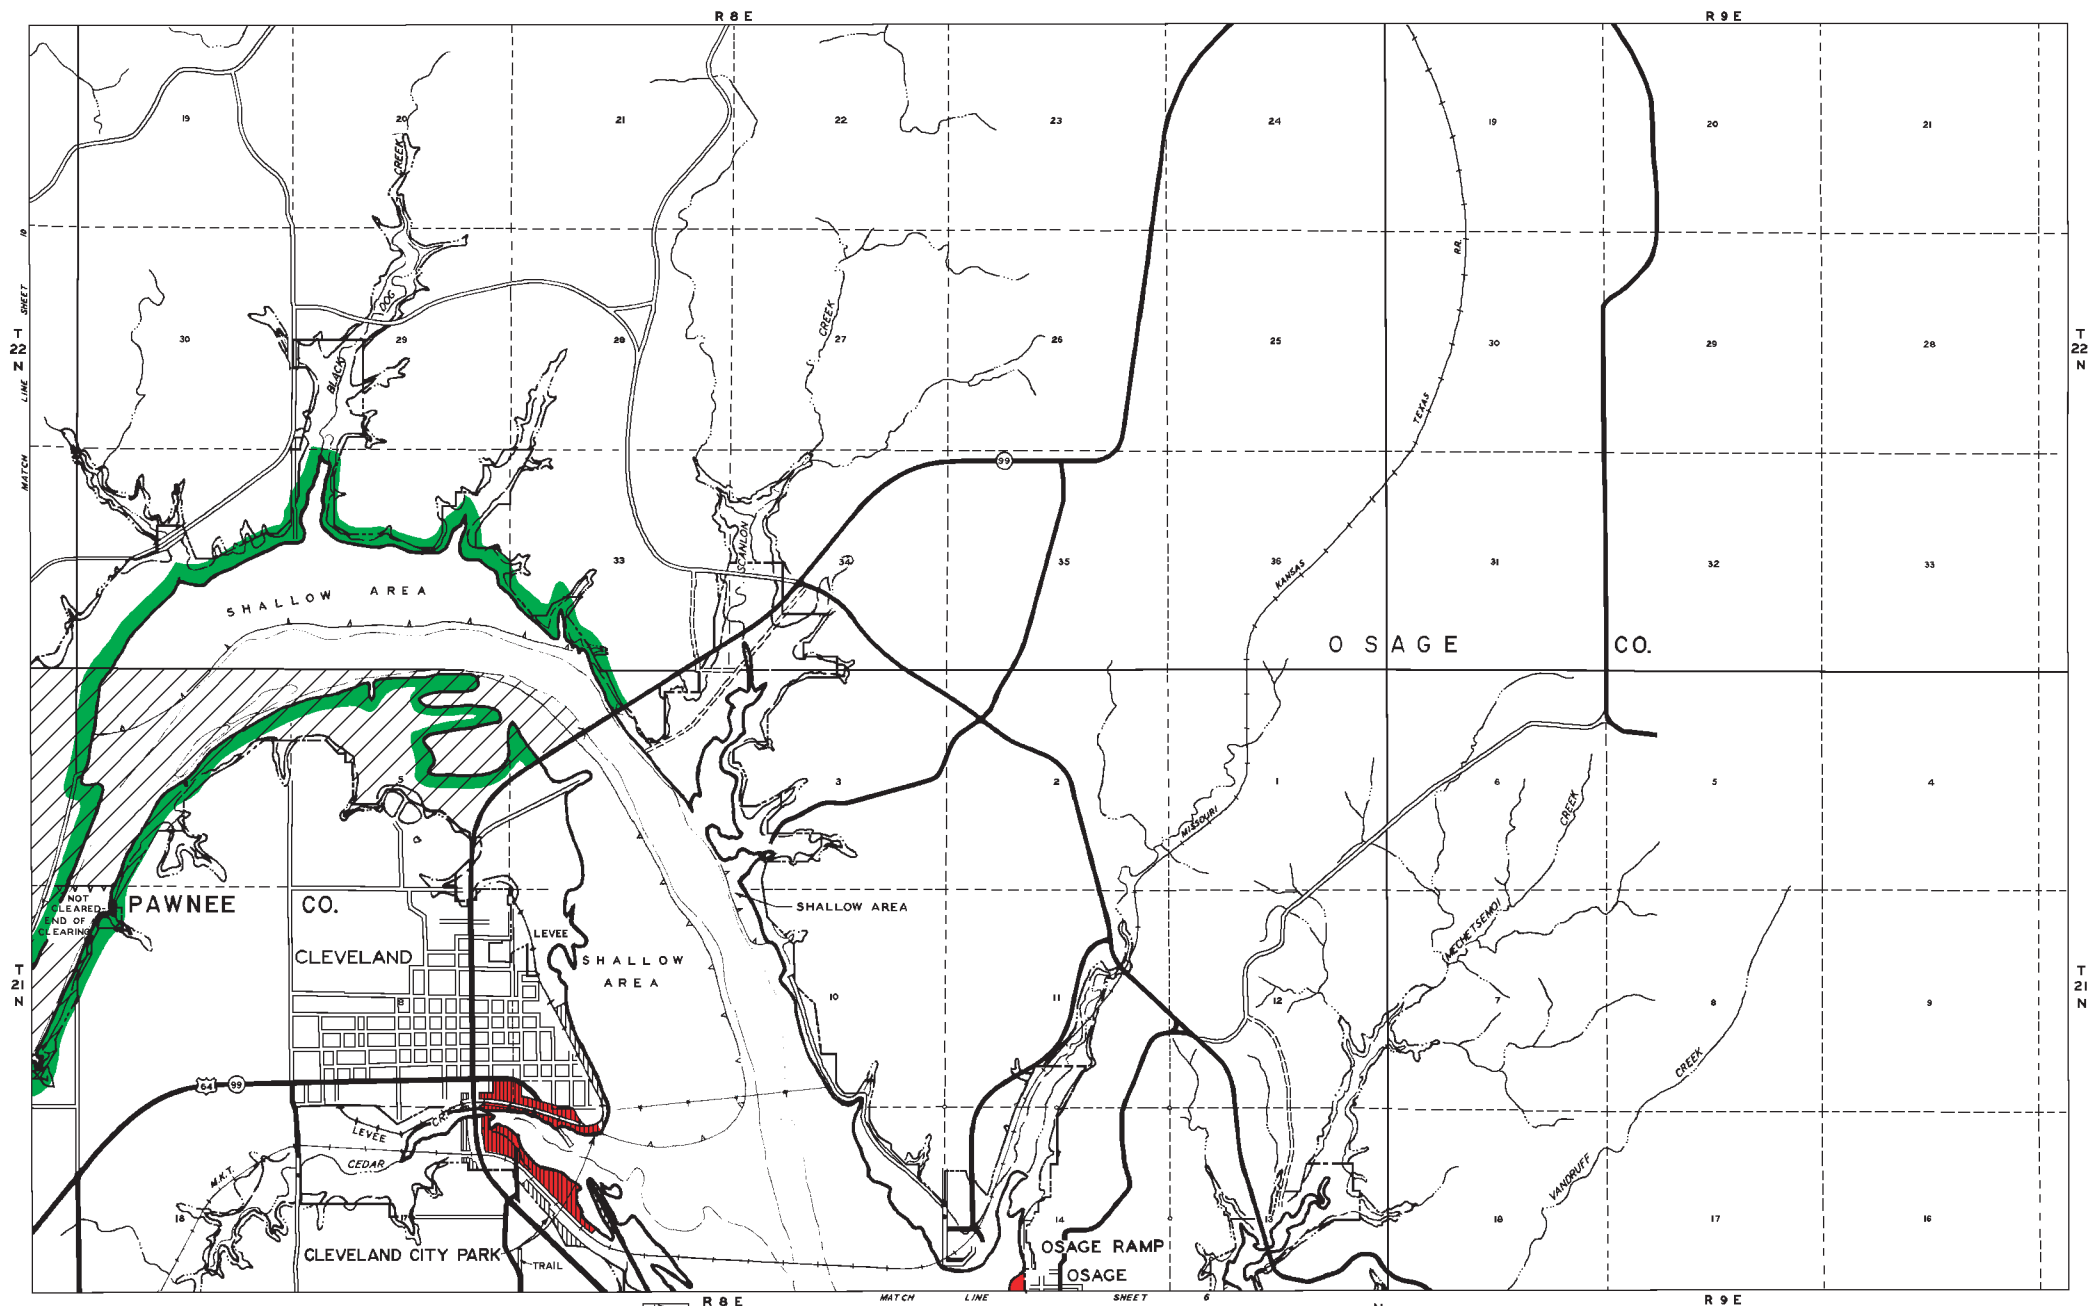 R 8 E
R 9 E
19
20
21
22
23
24
19
20
21
CREEK
MATCH LINE SHEET 10
R.R.
DOG
CREEK
T
22
N
30
29
28
27
26
25
30
29
28
T
22
N
BLACK
TEXAS
99
SCANLON
33
34
35
36
31
32
33
KANSAS
SHALLOW AREA
OSAGE CO.
5
3
2
1
6
5
4
MISSOURI
CREEK
NOT
CLEARED
END OF
CLEARING
PAWNEE CO.
SHALLOW AREA
LEVEE
CLEVELAND
SHALLOW
AREA
MECHETSEMOI
T
21
N
8
10
11
12
7
8
9
T
21
N
CREEK
64
99
CR.
LEVEE
CEDAR
M.K.T.
VANDRUFF
18
17
14
13
18
17
16
CLEVELAND CITY PARK
TRAIL
OSAGE RAMP
OSAGE
R 8 E
MATCH LINE SHEET 6
R 9 E